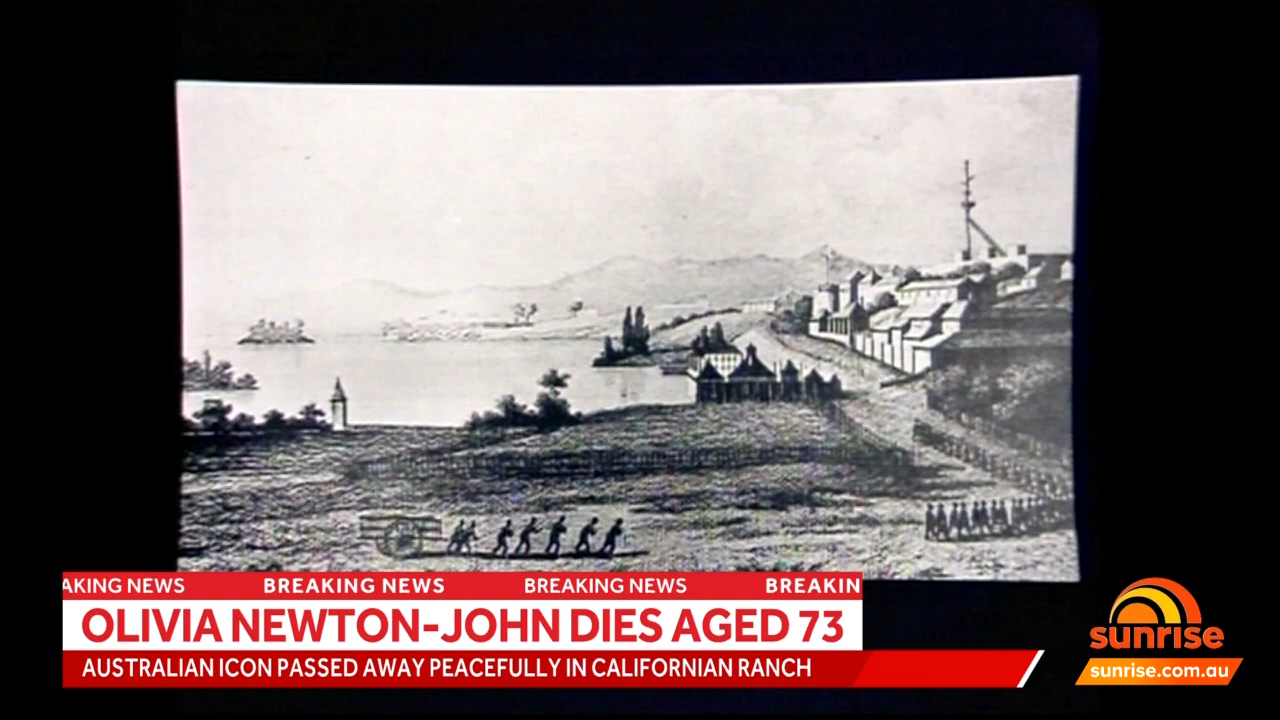 AKING NEWS BREAKING NEWS BREAKING NEWS BREAKIN
OLIVIA NEWTON-JOHN DIES AGED 73
AUSTRALIAN ICON PASSED AWAY PEACEFULLY IN CALIFORNIAN RANCH
sunrise
sunrise.com.au